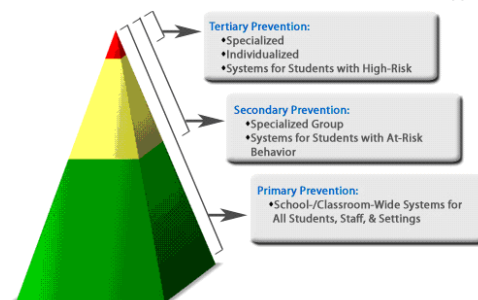 Tertiary Prevention:
♦Specialized
♦Individualized
♦Systems for Students with High-Risk
Secondary Prevention:
♦Specialized Group
♦Systems for Students with At-Risk
Behavior
Primary Prevention:
♦School-/Classroom-Wide Systems for
All Students, Staff, & Settings